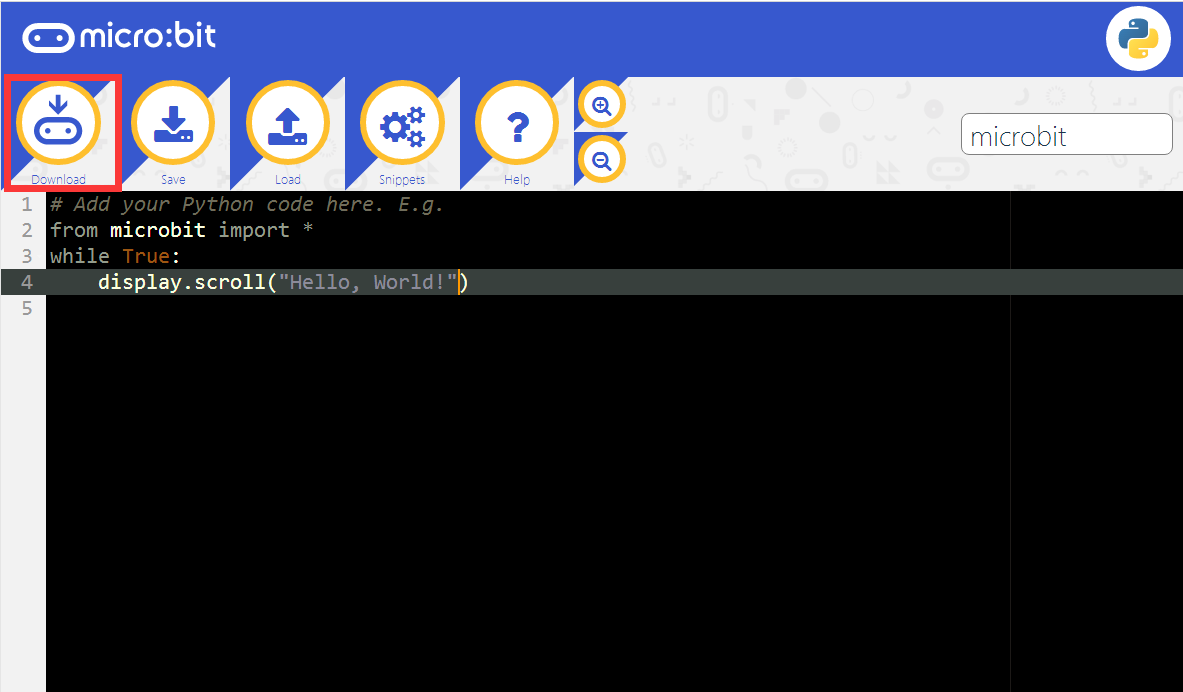 micro:bit
Download Save Load Snippets Help
microbit
1 # Add your Python code here. E.g.
2 from microbit import *
3 while True:
4     display.scroll("Hello, World!")
5